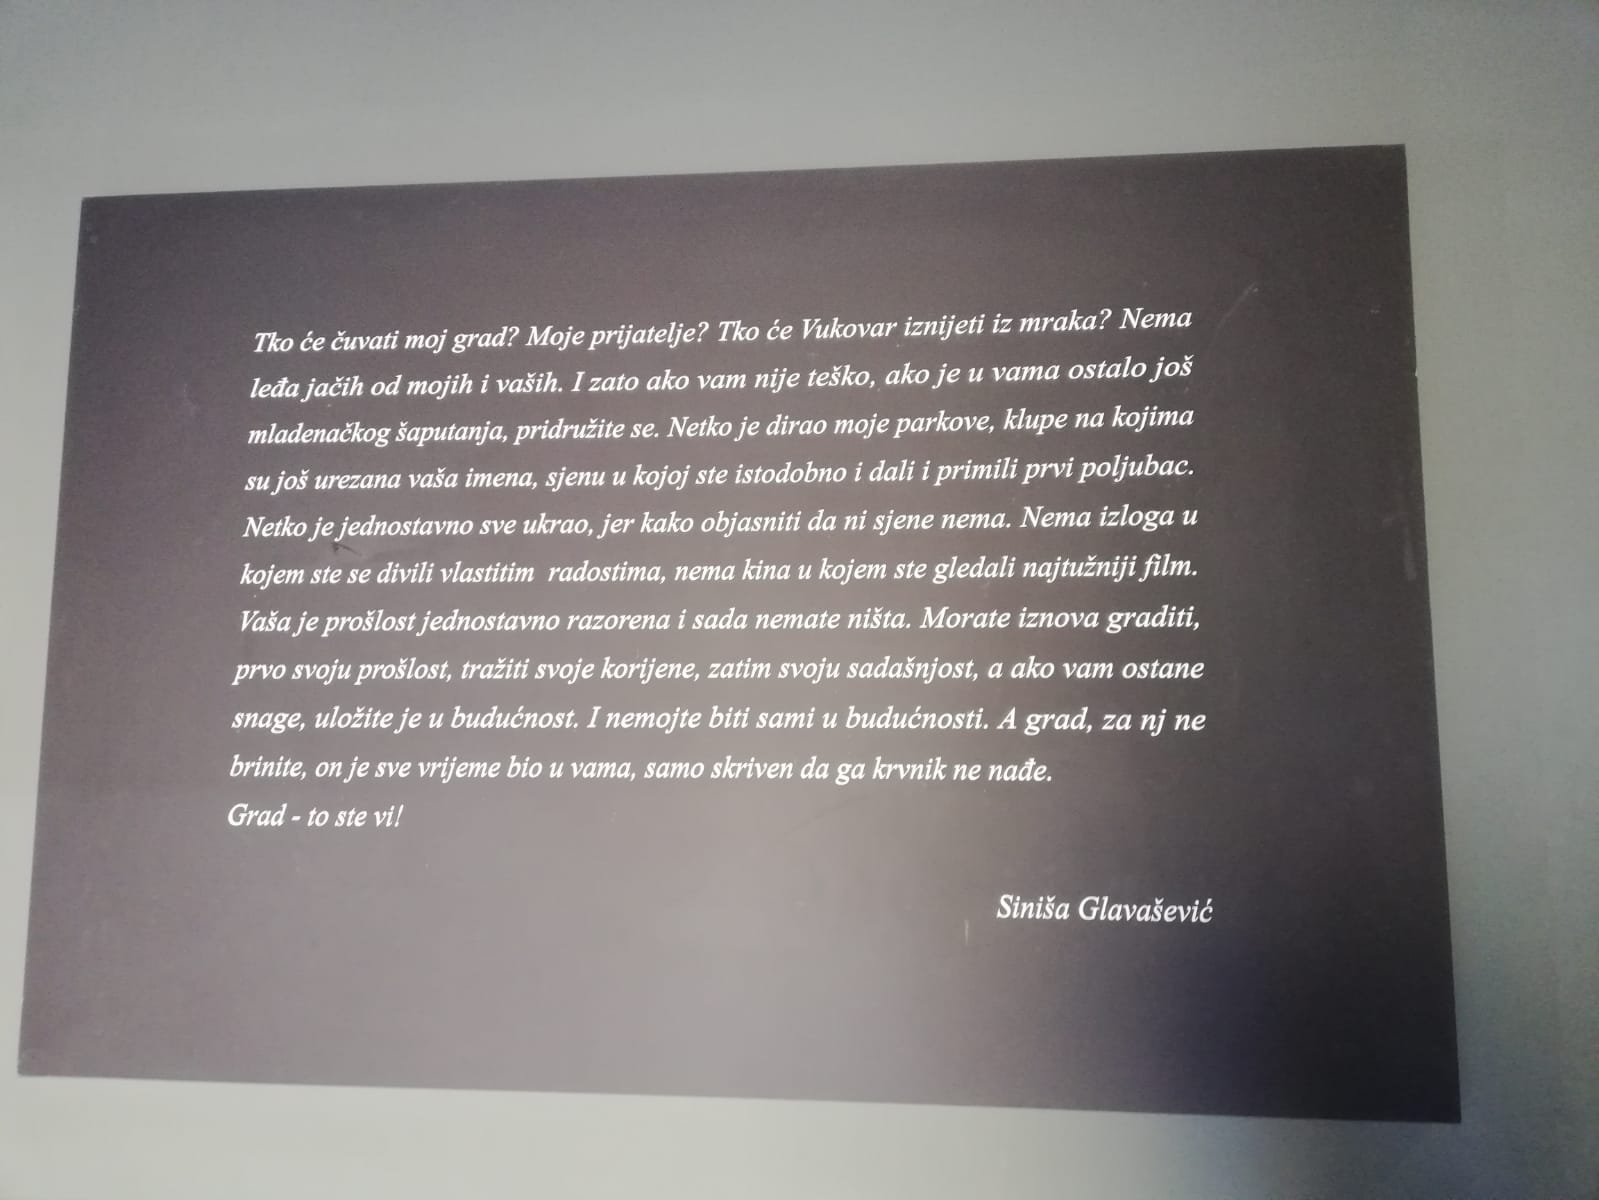 Tko će čuvati moj grad? Moje prijatelje? Tko će Vukovar iznijeti iz mraka? Nema
leđa jačih od mojih i vaših. I zato ako vam nije teško, ako je u vama ostalo još
mladenačkog šaputanja, pridružite se. Netko je dirao moje parkove, klupe na kojima
su još urezana vaša imena, sjenu u kojoj ste istodobno i dali i primili prvi poljubac.
Netko je jednostavno sve ukrao, jer kako objasniti da ni sjene nema. Nema izloga u
kojem ste se divili vlastitim radostima, nema kina u kojem ste gledali najtužniji film.
Vaša je prošlost jednostavno razorena i sada nemate ništa. Morate iznova graditi,
prvo svoju prošlost, tražiti svoje korijene, zatim svoju sadašnjost, a ako vam ostane
snage, uložite je u budućnost. I nemojte biti sami u budućnosti. A grad, za nj ne
brinite, on je sve vrijeme bio u vama, samo skriven da ga krvnik ne nađe.
Grad - to ste vi!
Siniša Glavašević